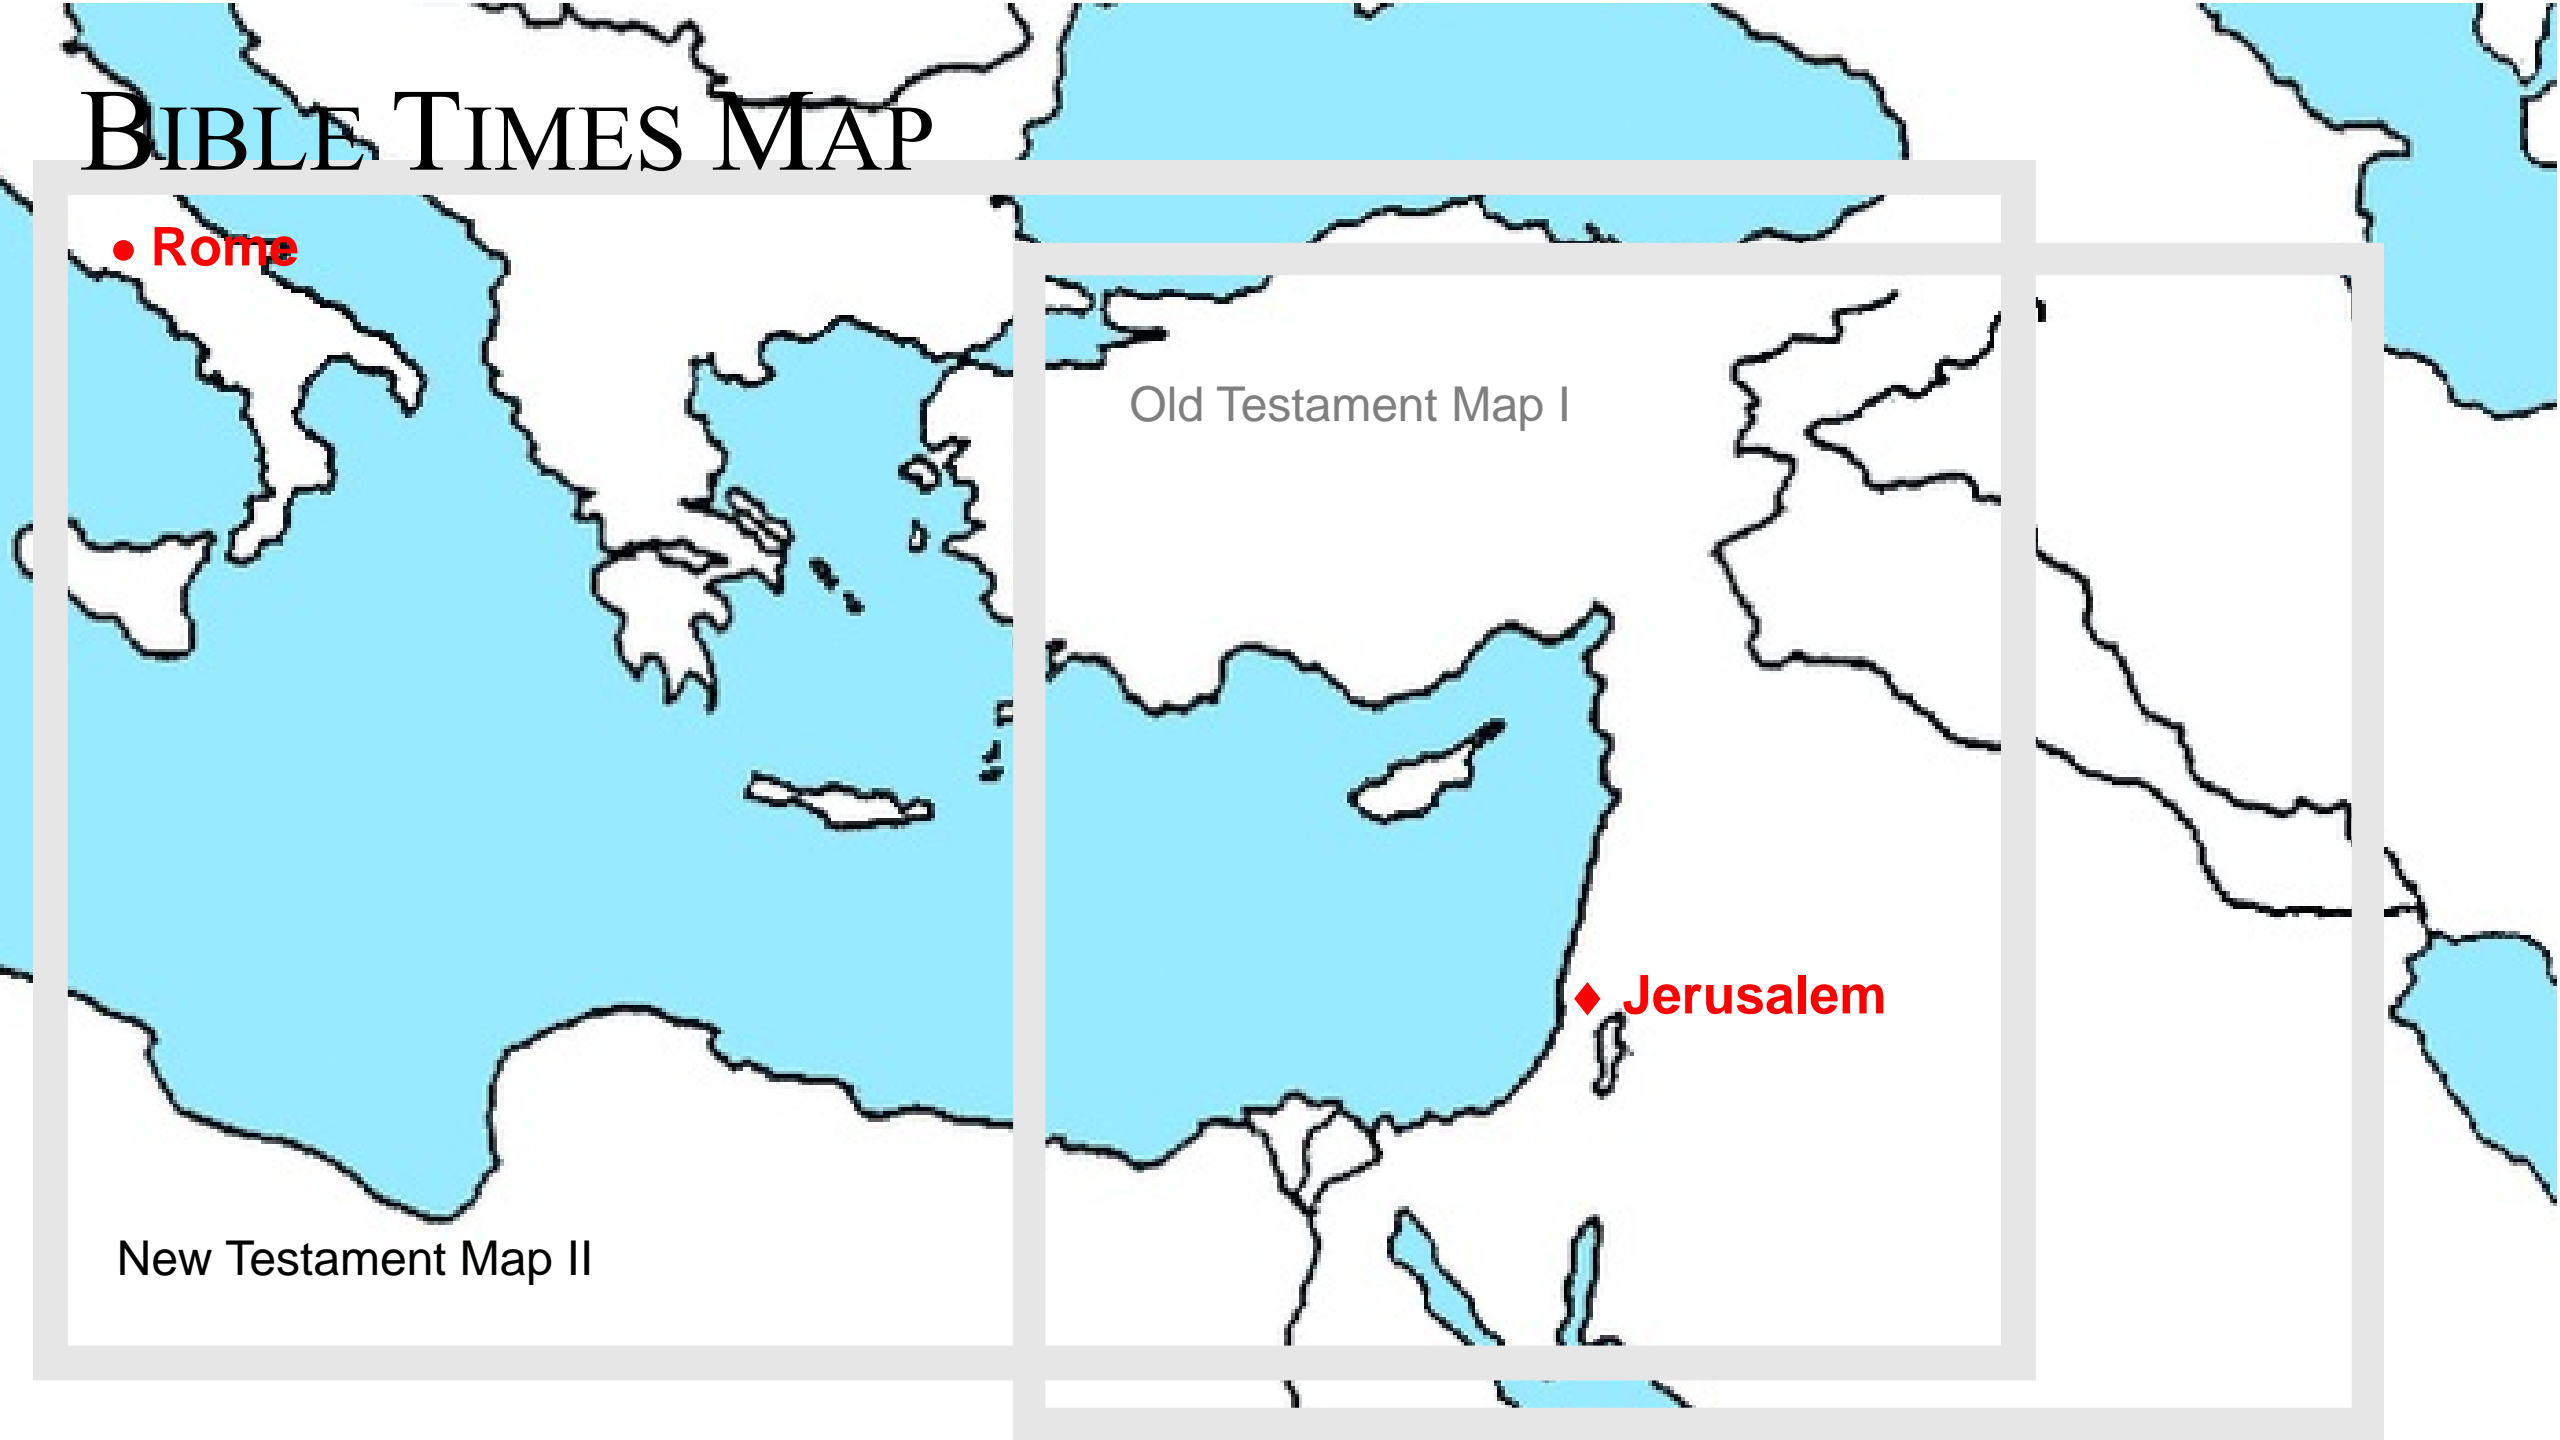 BIBLE TIMES MAP
• Rome
Old Testament Map I
♦ Jerusalem
New Testament Map II